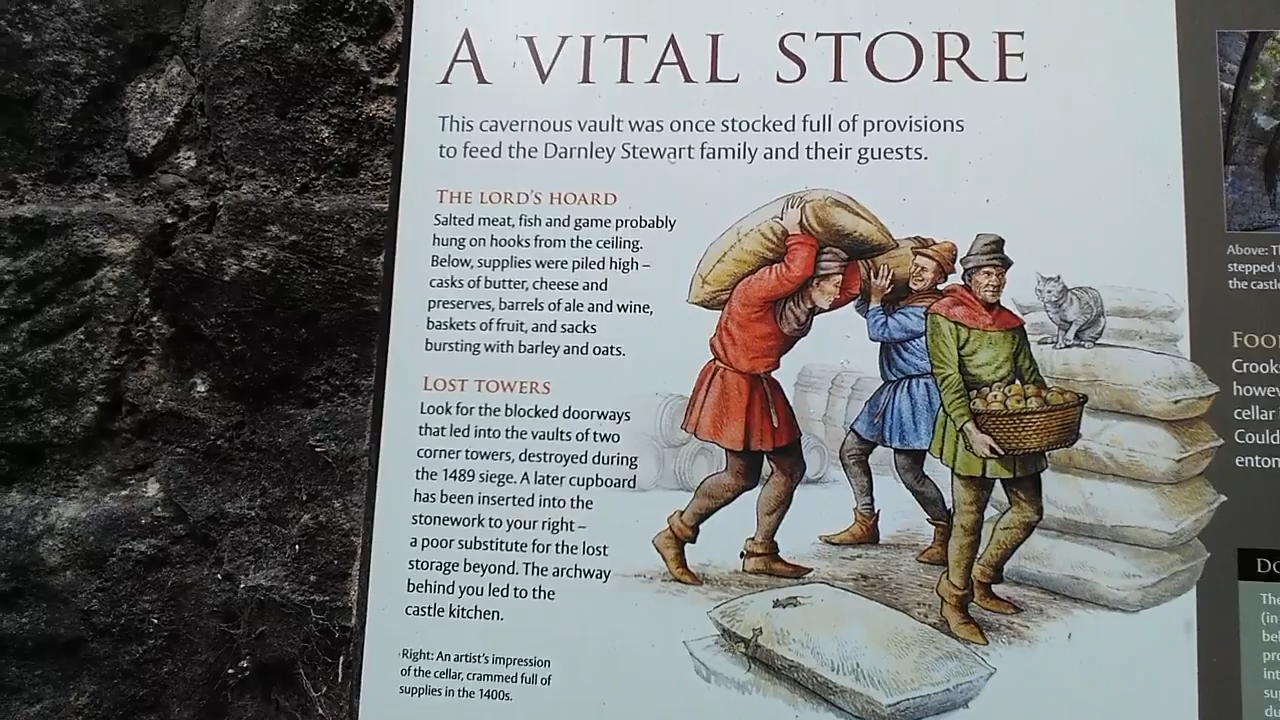 A VITAL STORE
This cavernous vault was once stocked full of provisions
to feed the Darnley Stewart family and their guests.
THE LORD'S HOARD
Salted meat, fish and game probably
hung on hooks from the ceiling.
Below, supplies were piled high –
casks of butter, cheese and
preserves, barrels of ale and wine,
baskets of fruit, and sacks
bursting with barley and oats.
LOST TOWERS
Look for the blocked doorways
that led into the vaults of two
corner towers, destroyed during
the 1489 siege. A later cupboard
has been inserted into the
stonework to your right –
a poor substitute for the lost
storage beyond. The archway
behind you led to the
castle kitchen.
Right: An artist's impression
of the cellar, crammed full of
supplies in the 1400s.
Above:
stepped
the castle
Crook
cellar
Could